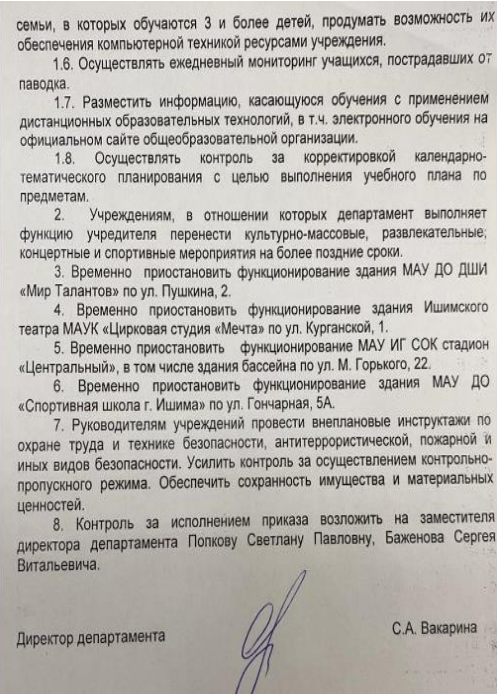 семьи, в которых обучаются 3 и более детей, продумать возможность их
обеспечения компьютерной техникой ресурсами учреждения.
1.6. Осуществлять ежедневный мониторинг учащихся, пострадавших от
паводка.
1.7. Разместить информацию, касающуюся обучения с применением
дистанционных образовательных технологий, в т.ч. электронного обучения на
официальном сайте общеобразовательной организации.
1.8. Осуществлять контроль за корректировкой календарно-
тематического планирования с целью выполнения учебного плана по
предметам.
2. Учреждениям, в отношении которых департамент выполняет
функцию учредителя перенести культурно-массовые, развлекательные,
концертные и спортивные мероприятия на более поздние сроки.
3. Временно приостановить функционирование здания МАУ ДО ДШИ
«Мир Талантов» по ул. Пушкина, 2.
4. Временно приостановить функционирование здания Ишимского
театра МАУК «Цирковая студия «Мечта» по ул. Курганской, 1.
5. Временно приостановить функционирование МАУ ИГ СОК стадион
«Центральный», в том числе здания бассейна по ул. М. Горького, 22.
6. Временно приостановить функционирование здания МАУ ДО
«Спортивная школа г. Ишима» по ул. Гончарная, 5А.
7. Руководителям учреждений провести внеплановые инструктажи по
охране труда и технике безопасности, антитеррористической, пожарной и
иных видов безопасности. Усилить контроль за осуществлением контрольно-
пропускного режима. Обеспечить сохранность имущества и материальных
ценностей.
8. Контроль за исполнением приказа возложить на заместителя
директора департамента Попкову Светлану Павловну, Баженова Сергея
Витальевича.
Директор департамента С.А. Вакарина